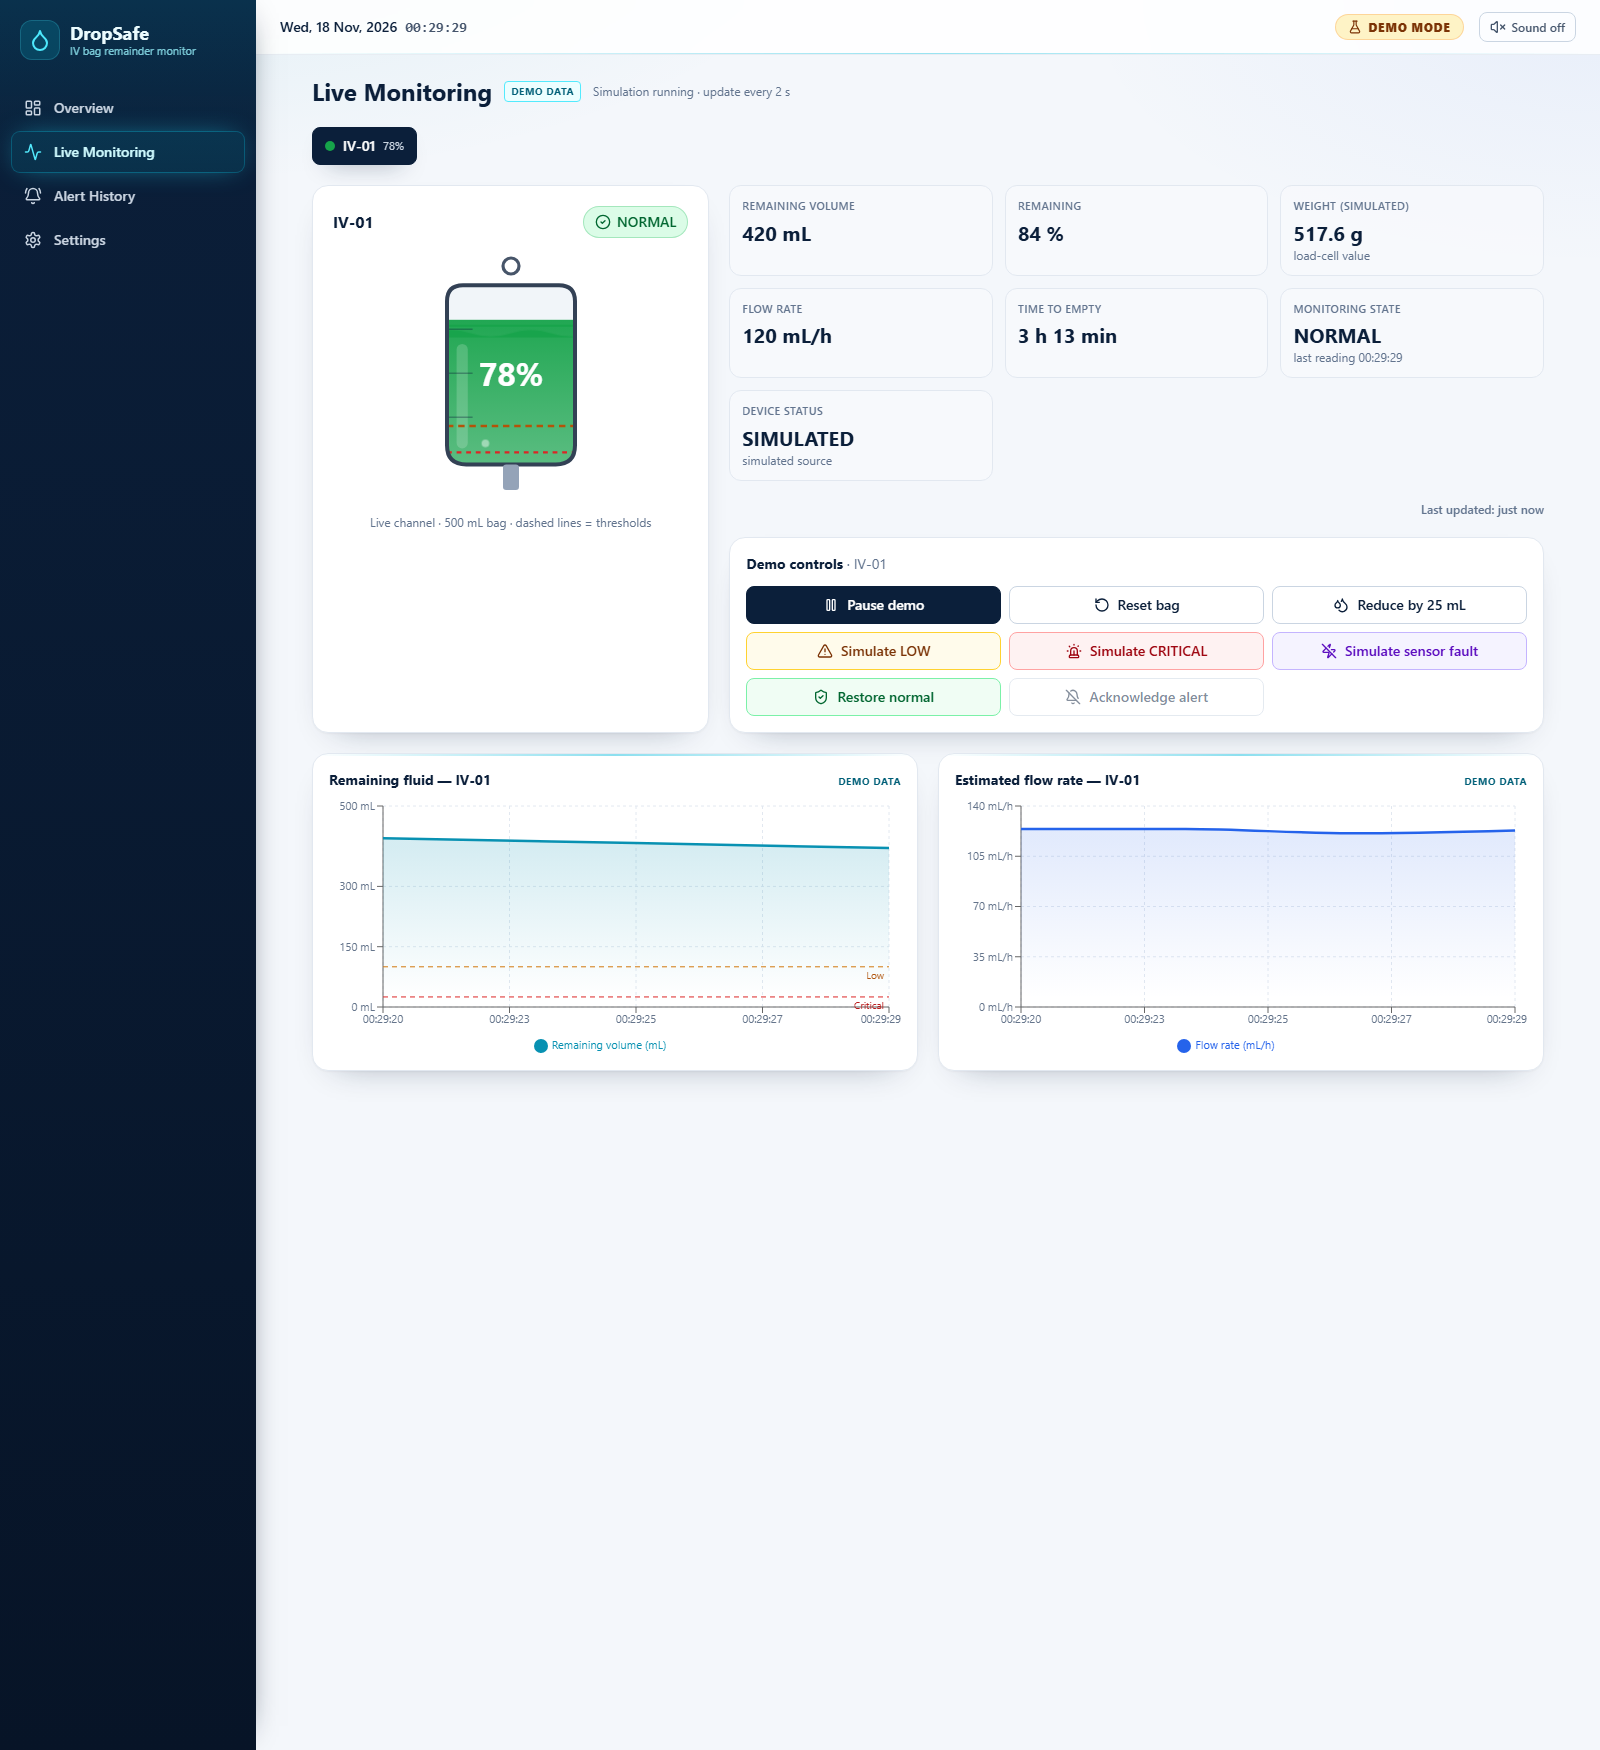 DropSafe
IV bag remainder monitor
Overview
Live Monitoring
Alert History
Settings
Wed, 18 Nov, 2026 00:29:29
DEMO MODE
Sound off
Live Monitoring
DEMO DATA
Simulation running · update every 2 s
IV-01 78%
IV-01
NORMAL
78%
Live channel · 500 mL bag · dashed lines = thresholds
REMAINING VOLUME
420 mL
REMAINING
84 %
WEIGHT (SIMULATED)
517.6 g
load-cell value
FLOW RATE
120 mL/h
TIME TO EMPTY
3 h 13 min
MONITORING STATE
NORMAL
last reading 00:29:29
DEVICE STATUS
SIMULATED
simulated source
Last updated: just now
Demo controls · IV-01
Pause demo
Reset bag
Reduce by 25 mL
Simulate LOW
Simulate CRITICAL
Simulate sensor fault
Restore normal
Acknowledge alert
Remaining fluid — IV-01
DEMO DATA
500 mL
300 mL
150 mL
0 mL
Low
Critical
00:29:20
00:29:23
00:29:25
00:29:27
00:29:29
Remaining volume (mL)
Estimated flow rate — IV-01
DEMO DATA
140 mL/h
105 mL/h
70 mL/h
35 mL/h
0 mL/h
00:29:20
00:29:23
00:29:25
00:29:27
00:29:29
Flow rate (mL/h)